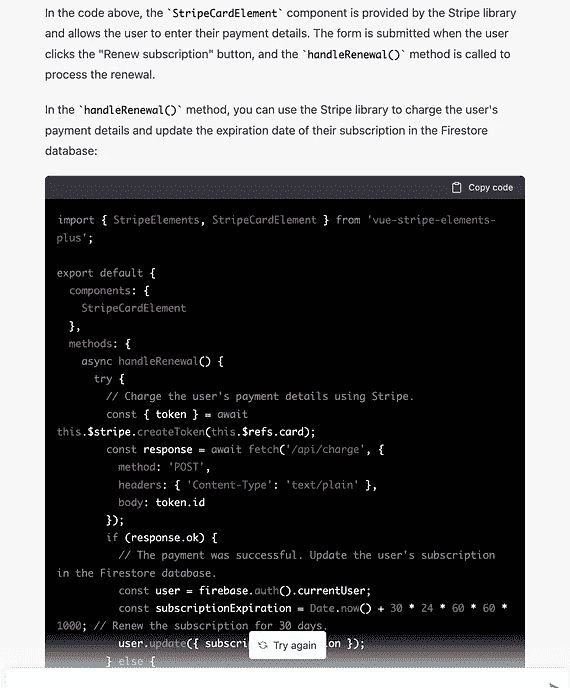 In the code above, the `StripeCardElement` component is provided by the Stripe library
and allows the user to enter their payment details. The form is submitted when the user
clicks the "Renew subscription" button, and the `handleRenewal()` method is called to
process the renewal.
In the `handleRenewal()` method, you can use the Stripe library to charge the user's
payment details and update the expiration date of their subscription in the Firestore
database:
Copy code
import { StripeElements, StripeCardElement } from 'vue-stripe-elements-
plus';
export default {
components: {
StripeCardElement
},
methods: {
async handleRenewal() {
try {
// Charge the user's payment details using Stripe.
const { token } = await
this.$stripe.createToken(this.$refs.card);
const response = await fetch('/api/charge', {
method: 'POST',
headers: { 'Content-Type': 'text/plain' },
body: token.id
});
if (response.ok) {
// The payment was successful. Update the user's subscription
in the Firestore database.
const user = firebase.auth().currentUser;
const subscriptionExpiration = Date.now() + 30 * 24 * 60 * 60 *
1000; // Renew the subscription for 30 days.
user.update({ subscri on });
Try again
} else {